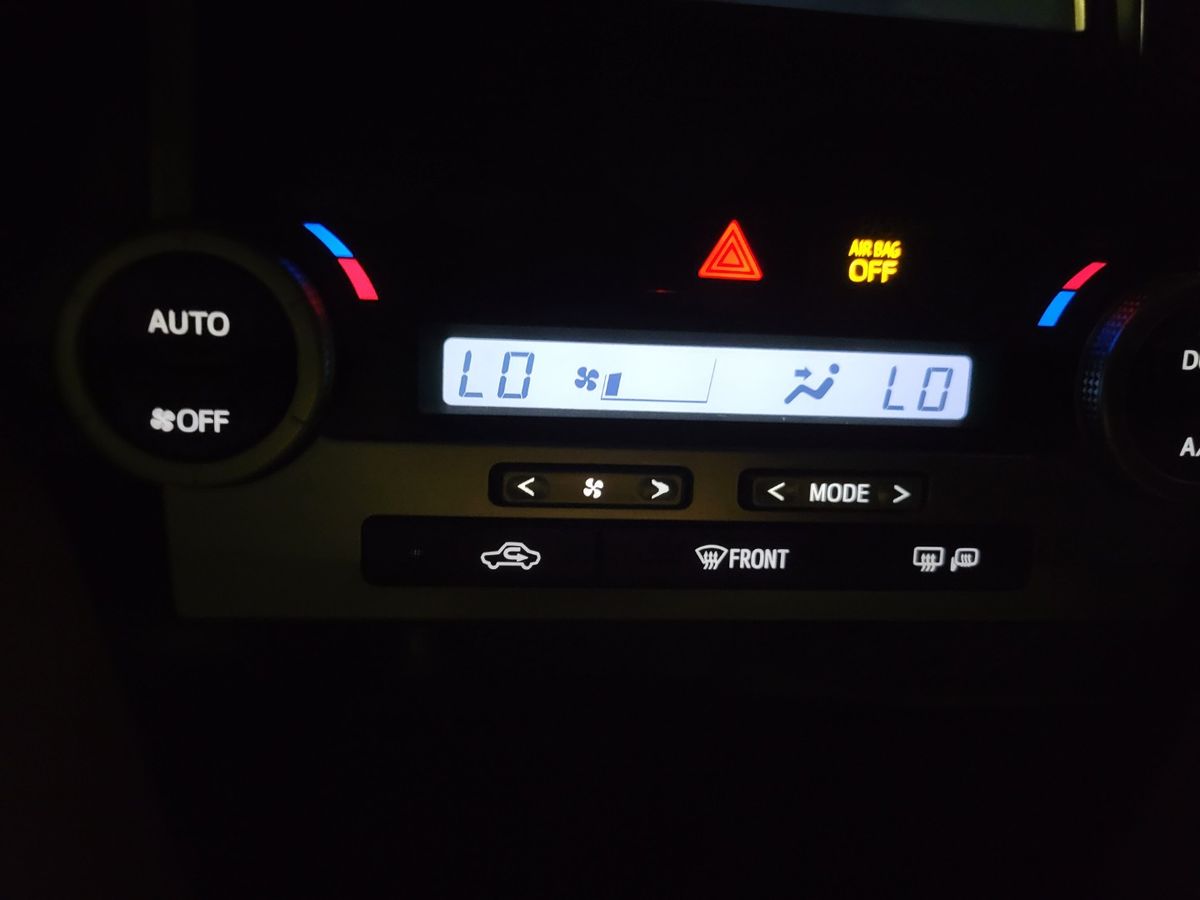 AIR BAG
OFF
AUTO
LO LO
OFF
< > < MODE >
FRONT